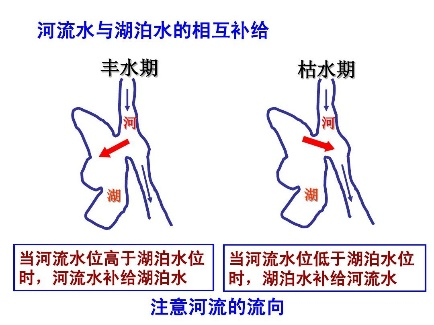 河流水与湖泊水的相互补给
丰水期
枯水期
河
湖
河
湖
当河流水位高于湖泊水位
时，河流水补给湖泊水
当河流水位低于湖泊水位
时，湖泊水补给河流水
注意河流的流向